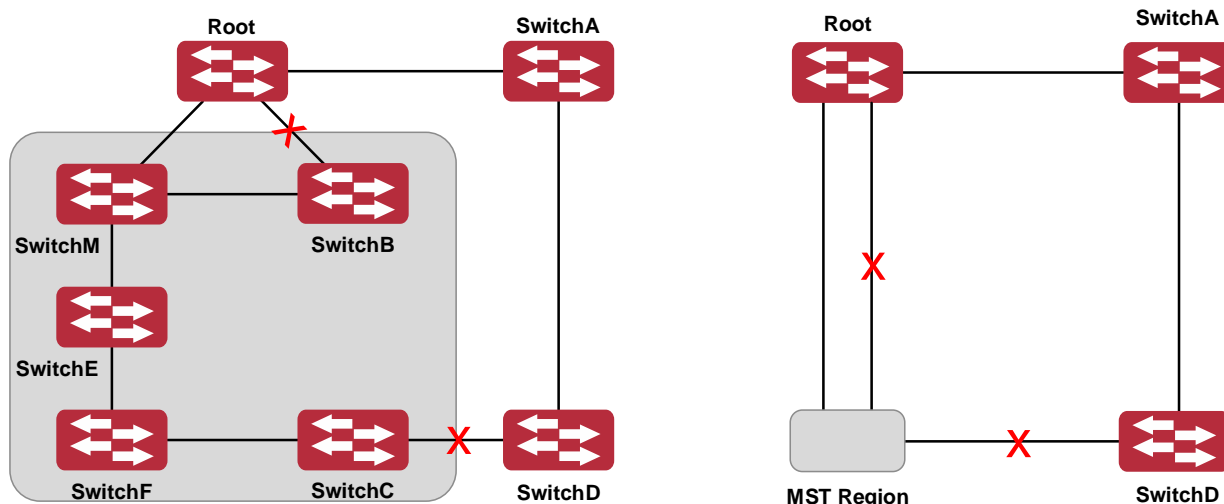 Root
SwitchA
SwitchM
SwitchB
SwitchE
SwitchF
SwitchC
SwitchD
Root
SwitchA
MST Region
SwitchD